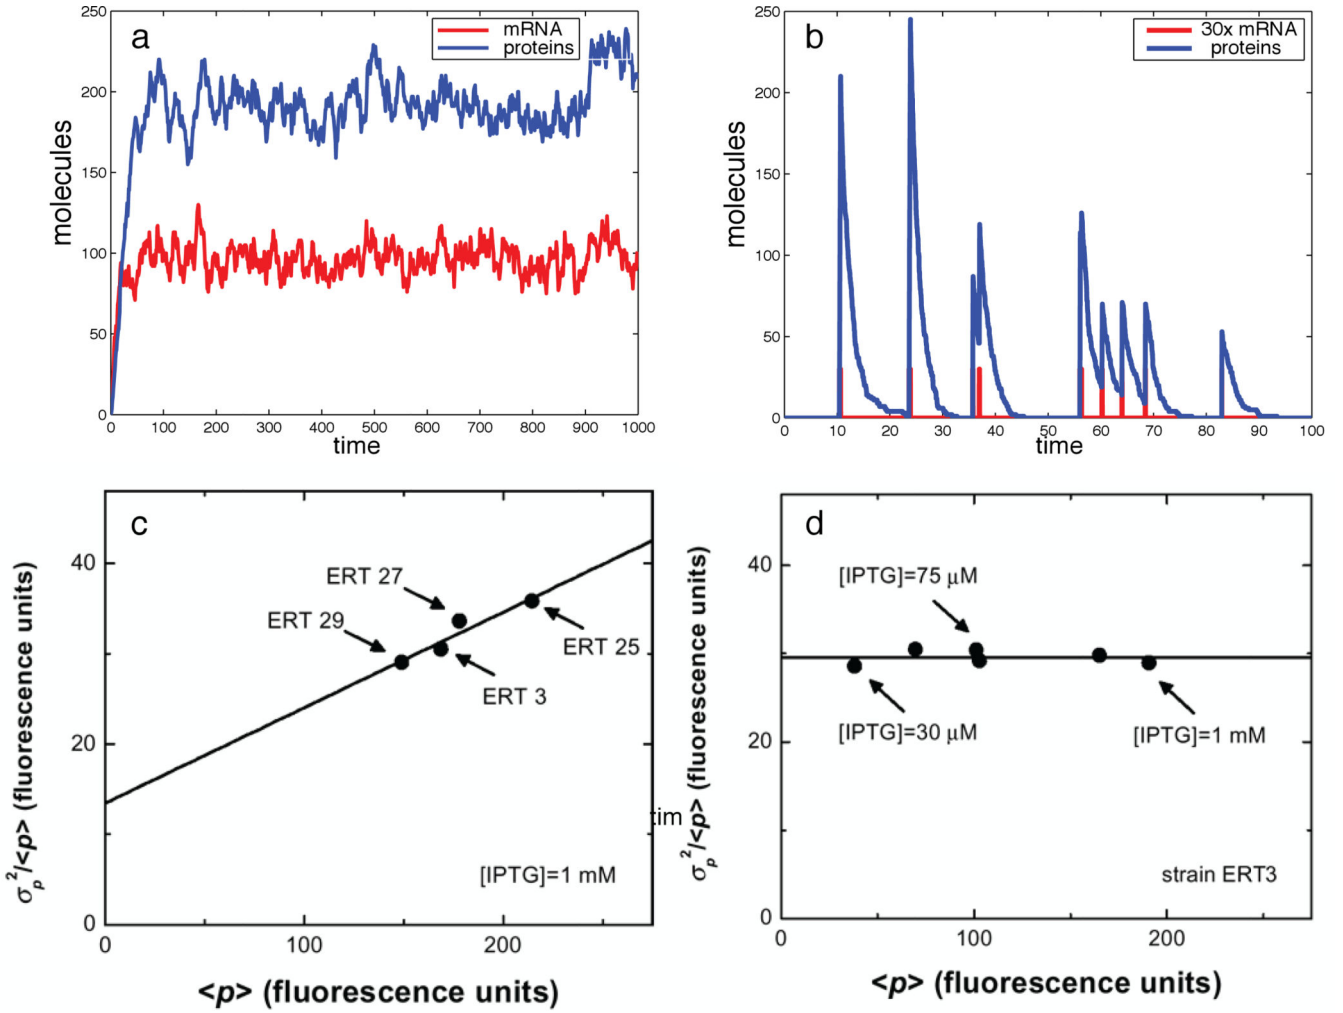 a
mRNA
proteins
250
200
150
100
50
0
molecules
0 100 200 300 400 500 600 700 800 900 1000
time
b
30x mRNA
proteins
250
200
150
100
50
0
molecules
0 10 20 30 40 50 60 70 80 90 100
time
c
40
20
0
σp²/<p> (fluorescence units)
ERT 27
ERT 29
ERT 25
ERT 3
[IPTG]=1 mM
0 100 200
<p> (fluorescence units)
tim
d
40
20
0
σp²/<p> (fluorescence units)
[IPTG]=75 μM
[IPTG]=30 μM
[IPTG]=1 mM
strain ERT3
0 100 200
<p> (fluorescence units)